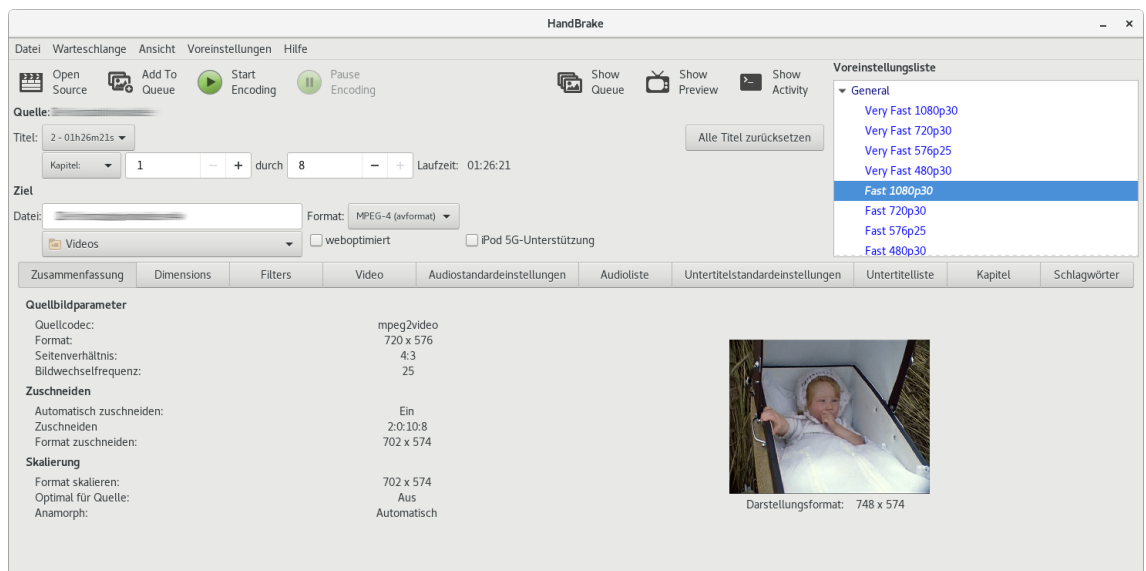 HandBrake
Datei Warteschlange Ansicht Voreinstellungen Hilfe
Open Source
Add To Queue
Start Encoding
Pause Encoding
Show Queue
Show Preview
Show Activity
Voreinstellungsliste
General
Very Fast 1080p30
Very Fast 720p30
Very Fast 576p25
Very Fast 480p30
Fast 1080p30
Fast 720p30
Fast 576p25
Fast 480p30
Quelle:
Titel: 2 - 01h26m21s
Alle Titel zurücksetzen
Kapitel: 1 durch 8 Laufzeit: 01:26:21
Ziel
Datei: Format: MPEG-4 (avformat)
Videos weboptimiert iPod 5G-Unterstützung
Zusammenfassung Dimensions Filters Video Audiostandardeinstellungen Audioliste Untertitelstandardeinstellungen Untertitelliste Kapitel Schlagwörter
Quellbildparameter
Quellcodec: mpeg2video
Format: 720 x 576
Seitenverhältnis: 4:3
Bildwechselfrequenz: 25
Zuschneiden
Automatisch zuschneiden: Ein
Zuschneiden 2:0:10:8
Format zuschneiden: 702 x 574
Skalierung
Format skalieren: 702 x 574
Optimal für Quelle: Aus
Anamorph: Automatisch
Darstellungsformat: 748 x 574